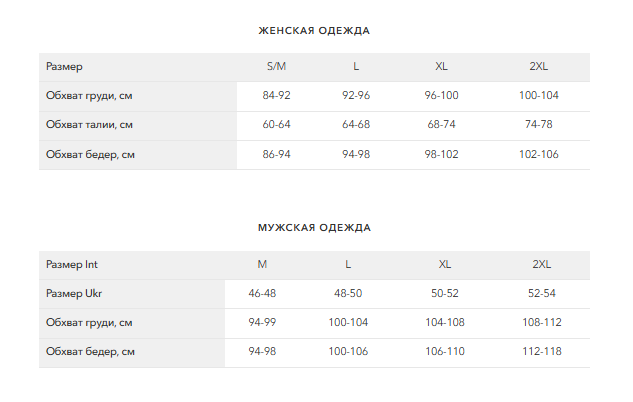 ЖЕНСКАЯ ОДЕЖДА
Размер S/M L XL 2XL
Обхват груди, см 84-92 92-96 96-100 100-104
Обхват талии, см 60-64 64-68 68-74 74-78
Обхват бедер, см 86-94 94-98 98-102 102-106
МУЖСКАЯ ОДЕЖДА
Размер Int M L XL 2XL
Размер Ukr 46-48 48-50 50-52 52-54
Обхват груди, см 94-99 100-104 104-108 108-112
Обхват бедер, см 94-98 100-106 106-110 112-118